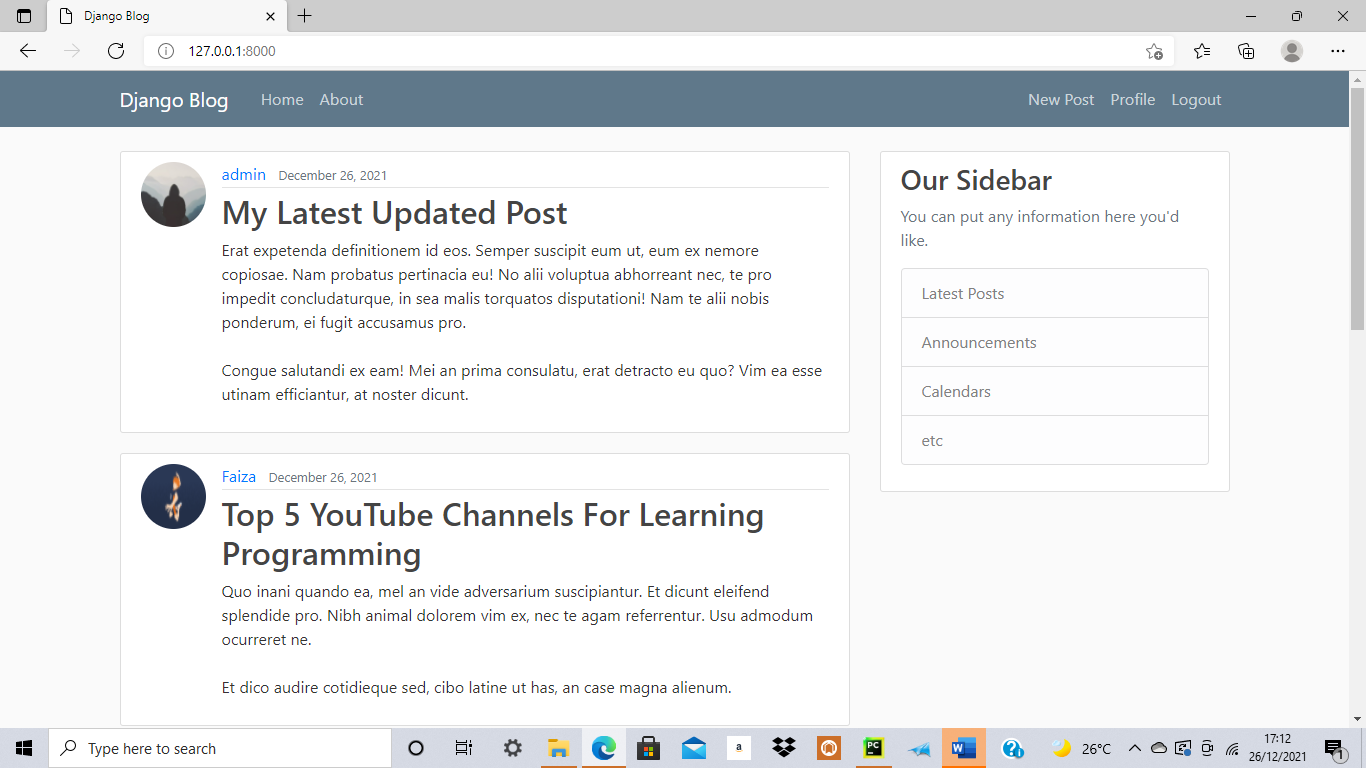 Django Blog
127.0.0.1:8000
Django Blog Home About New Post Profile Logout
admin December 26, 2021
My Latest Updated Post
Erat expetenda definitionem id eos. Semper suscipit eum ut, eum ex nemore
copiosae. Nam probatus pertinacia eu! No alii voluptua abhorreant nec, te pro
impedit concludaturque, in sea malis torquatos disputationi! Nam te alii nobis
ponderum, ei fugit accusamus pro.
Congue salutandi ex eam! Mei an prima consulatu, erat detracto eu quo? Vim ea esse
utinam efficiantur, at noster dicunt.
Faiza December 26, 2021
Top 5 YouTube Channels For Learning
Programming
Quo inani quando ea, mel an vide adversarium suscipiantur. Et dicunt eleifend
splendide pro. Nibh animal dolorem vim ex, nec te agam referrentur. Usu admodum
ocurreret ne.
Et dico audire cotidieque sed, cibo latine ut has, an case magna alienum.
Our Sidebar
You can put any information here you'd
like.
Latest Posts
Announcements
Calendars
etc
Type here to search
a
PC
W
?
26°C
17:12
26/12/2021
1